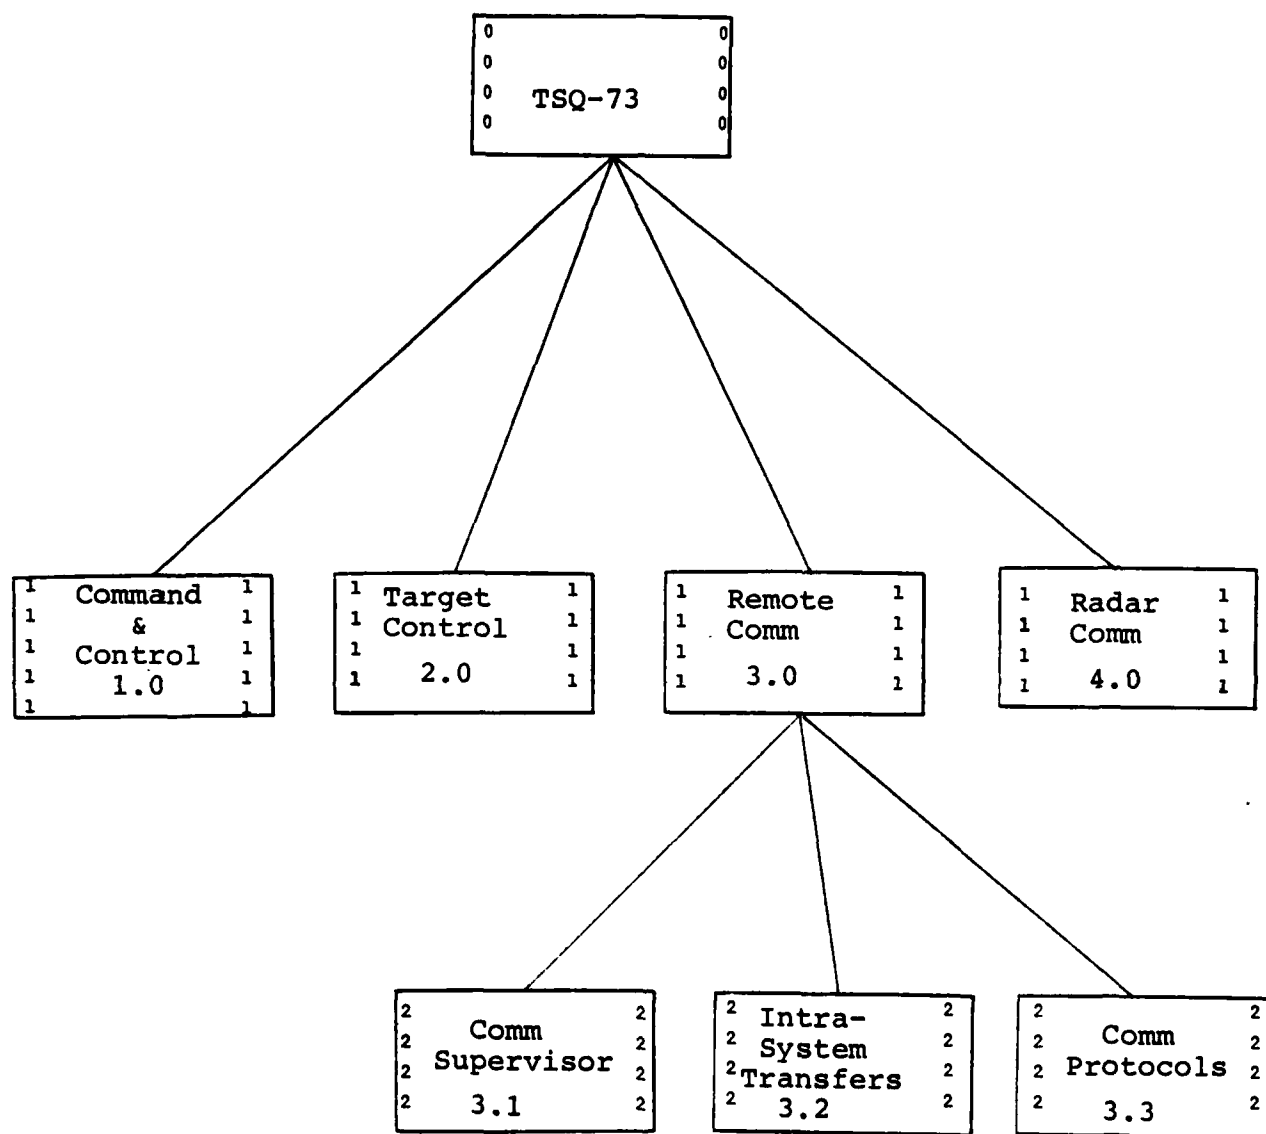 0 0
0 0
0 TSQ-73 0
0 0
1 Command 1
1 & 1
1 Control 1
1 1.0 1
1 1
1 Target 1
1 Control 1
1 1
1 2.0 1
1 Remote 1
1 Comm 1
1 1
1 3.0 1
1 Radar 1
1 Comm 1
1 1
1 4.0 1
2 2
2 Comm 2
2 Supervisor 2
2 3.1 2
2 Intra- 2
2 System 2
2 Transfers 2
2 3.2 2
2 2
2 Comm 2
2 Protocols 2
2 3.3 2